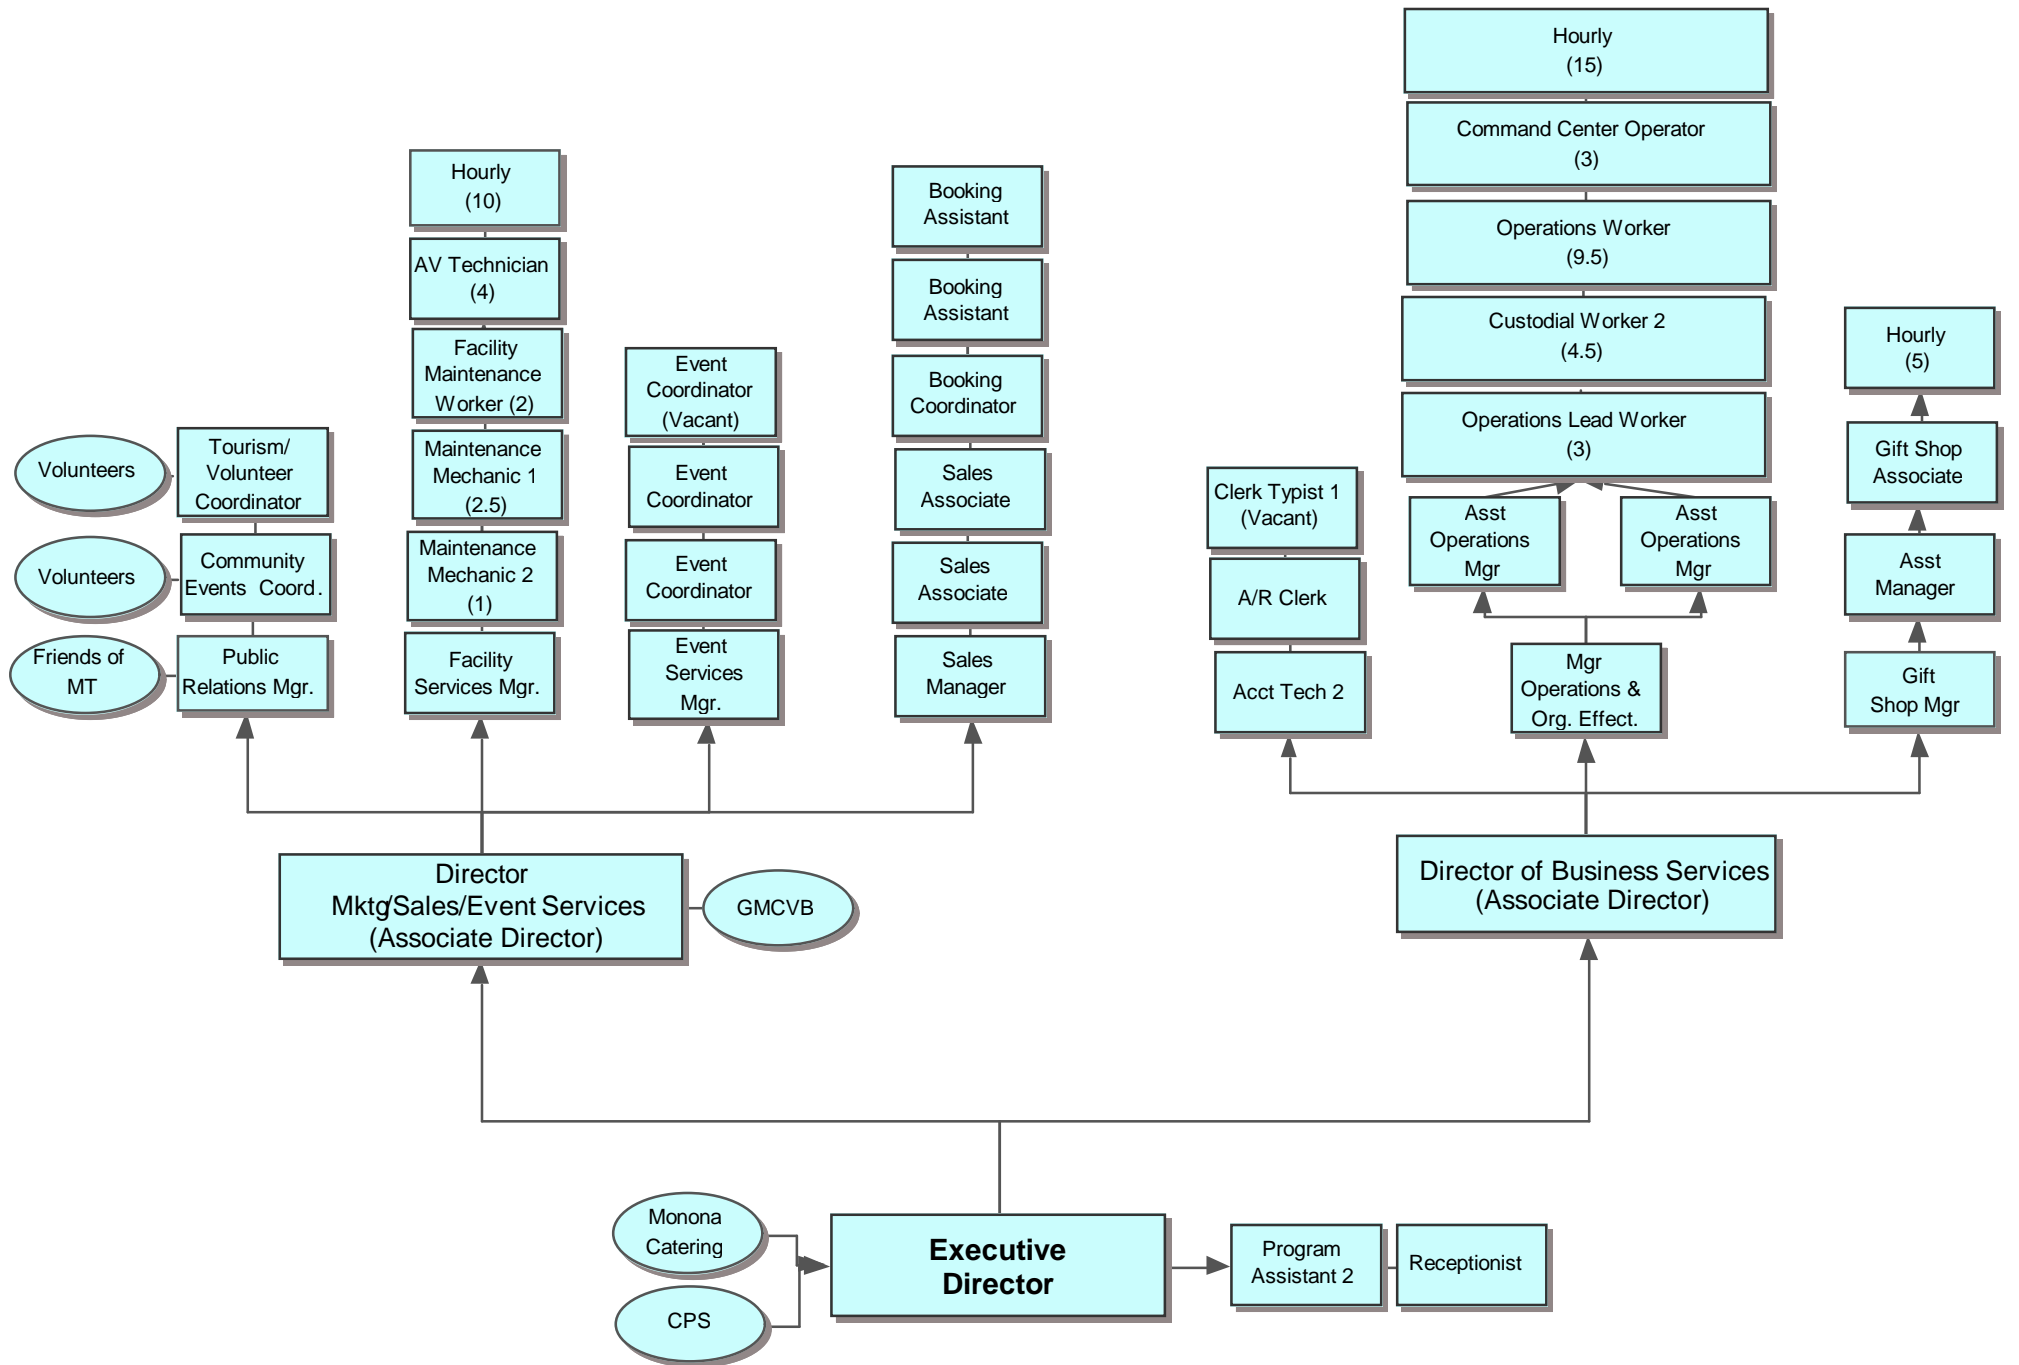 Hourly
(15)
Command Center Operator
(3)
Operations Worker
(9.5)
Custodial Worker 2
(4.5)
Operations Lead Worker
(3)
Asst
Operations
Mgr
Asst
Operations
Mgr
Mgr
Operations &
Org. Effect.
Hourly
(10)
AV Technician
(4)
Facility
Maintenance
Worker (2)
Maintenance
Mechanic 1
(2.5)
Maintenance
Mechanic 2
(1)
Facility
Services Mgr.
Booking
Assistant
Booking
Assistant
Booking
Coordinator
Sales
Associate
Sales
Associate
Sales
Manager
Event
Coordinator
(Vacant)
Event
Coordinator
Event
Coordinator
Event
Services
Mgr.
Volunteers
Tourism/
Volunteer
Coordinator
Volunteers
Community
Events Coord.
Friends of
MT
Public
Relations Mgr.
Clerk Typist 1
(Vacant)
A/R Clerk
Acct Tech 2
Hourly
(5)
Gift Shop
Associate
Asst
Manager
Gift
Shop Mgr
Director
Mktg/Sales/Event Services
(Associate Director)
GMCVB
Director of Business Services
(Associate Director)
Monona
Catering
CPS
Executive
Director
Program
Assistant 2
Receptionist